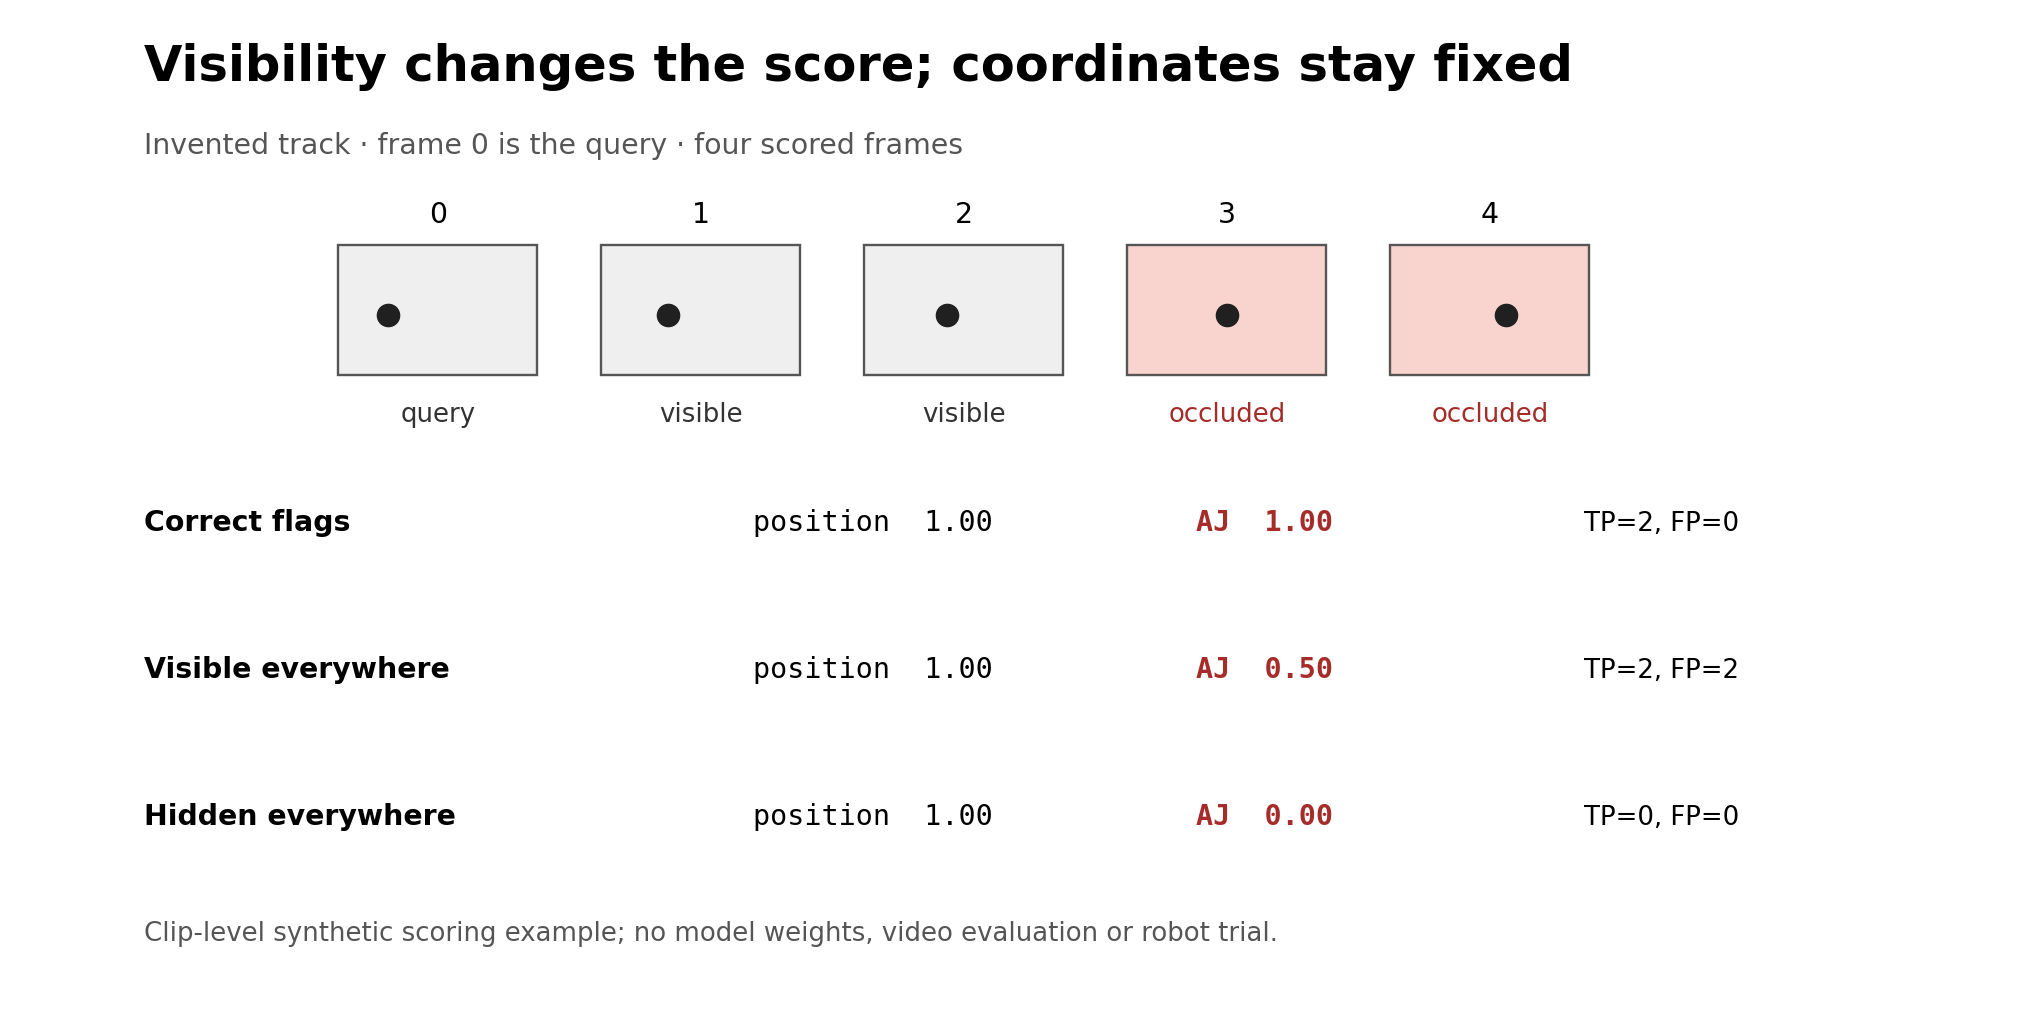 Visibility changes the score; coordinates stay fixed
Invented track · frame 0 is the query · four scored frames
0 1 2 3 4
query visible visible occluded occluded
Correct flags position 1.00 AJ 1.00 TP=2, FP=0
Visible everywhere position 1.00 AJ 0.50 TP=2, FP=2
Hidden everywhere position 1.00 AJ 0.00 TP=0, FP=0
Clip-level synthetic scoring example; no model weights, video evaluation or robot trial.